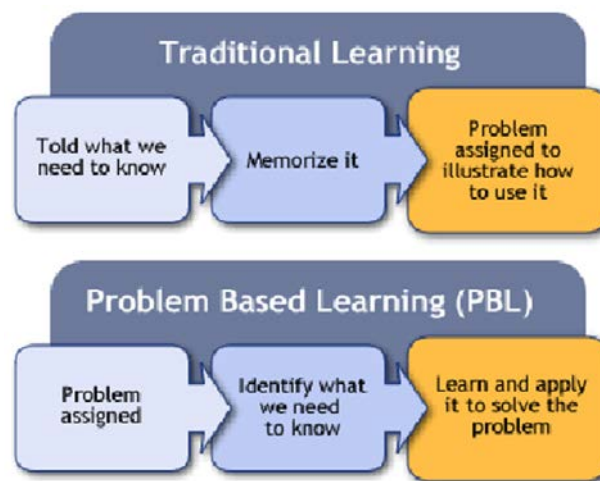 Traditional Learning
Told what we
need to know
Memorize it
Problem
assigned to
illustrate how
to use it
Problem Based Learning (PBL)
Problem
assigned
Identify what
we need
to know
Learn and apply
it to solve the
problem